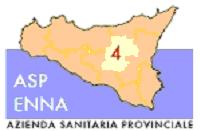 4
ASP
ENNA
AZIENDA SANITARIA PROVINCIALE